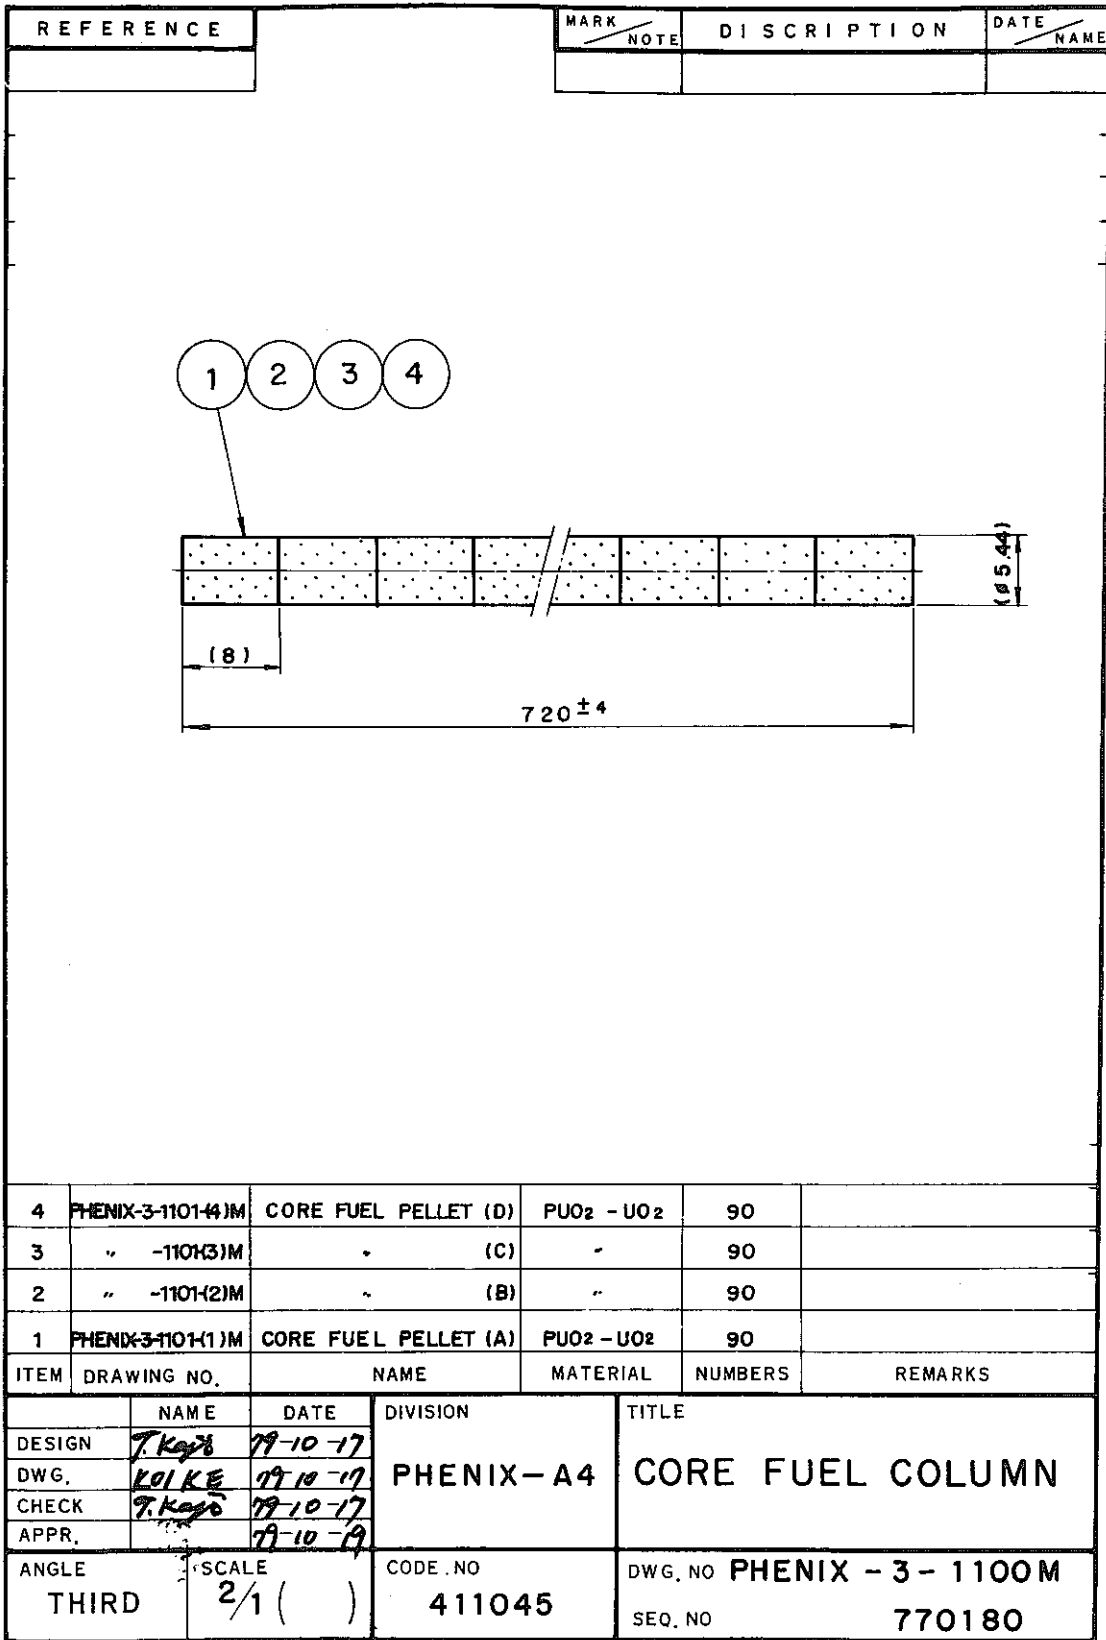 REFERENCE
MARK NOTE DISCRIPTION DATE NAME
1 2 3 4
(8)
720±4
(ø5.44)
4 PHENIX-3-1101-(4)M CORE FUEL PELLET (D) PUO2 - UO2 90
3 〃 -1101-(3)M 〃 (C) 〃 90
2 〃 -1101-(2)M 〃 (B) 〃 90
1 PHENIX-3-1101-(1)M CORE FUEL PELLET (A) PUO2 - UO2 90
ITEM DRAWING NO. NAME MATERIAL NUMBERS REMARKS
NAME DATE DIVISION TITLE
DESIGN 79-10-17
DWG. KOIKE 79-10-17
CHECK 79-10-17
APPR. 79-10-19
PHENIX-A4 CORE FUEL COLUMN
ANGLE SCALE CODE.NO DWG. NO PHENIX - 3 - 1100M
THIRD 2/1 ( ) 411045 SEQ. NO 770180